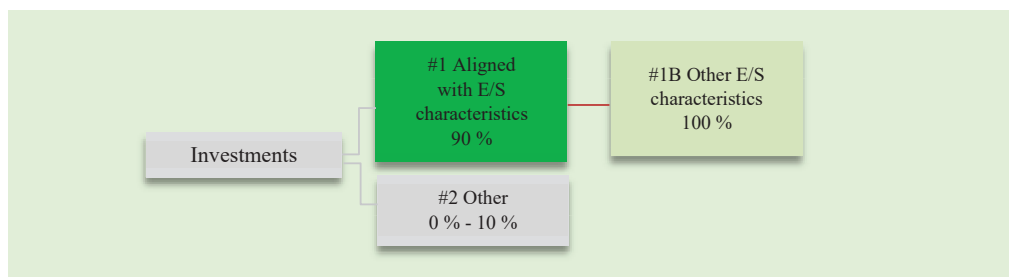 Investments
#1 Aligned
with E/S
characteristics
90 %
#1B Other E/S
characteristics
100 %
#2 Other
0 % - 10 %